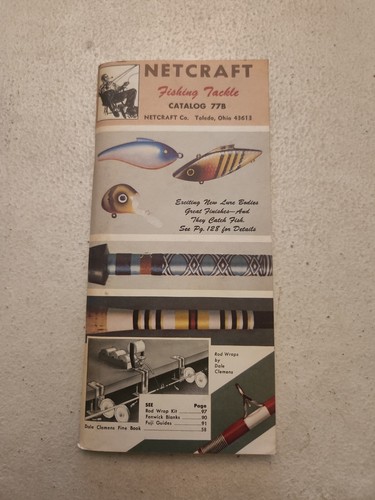 NETCRAFT
Fishing Tackle
CATALOG 77B
NETCRAFT Co. Toledo, Ohio 43613
Exciting New Lure Bodies
Great Finishes—And
They Catch Fish.
See Pg. 128 for Details
Rod Wraps
by
Dale
Clemens
SEE Page
Rod Wrap Kit 97
Fenwick Blanks 90
Fuji Guides 91
Dale Clemens Fine Book 58